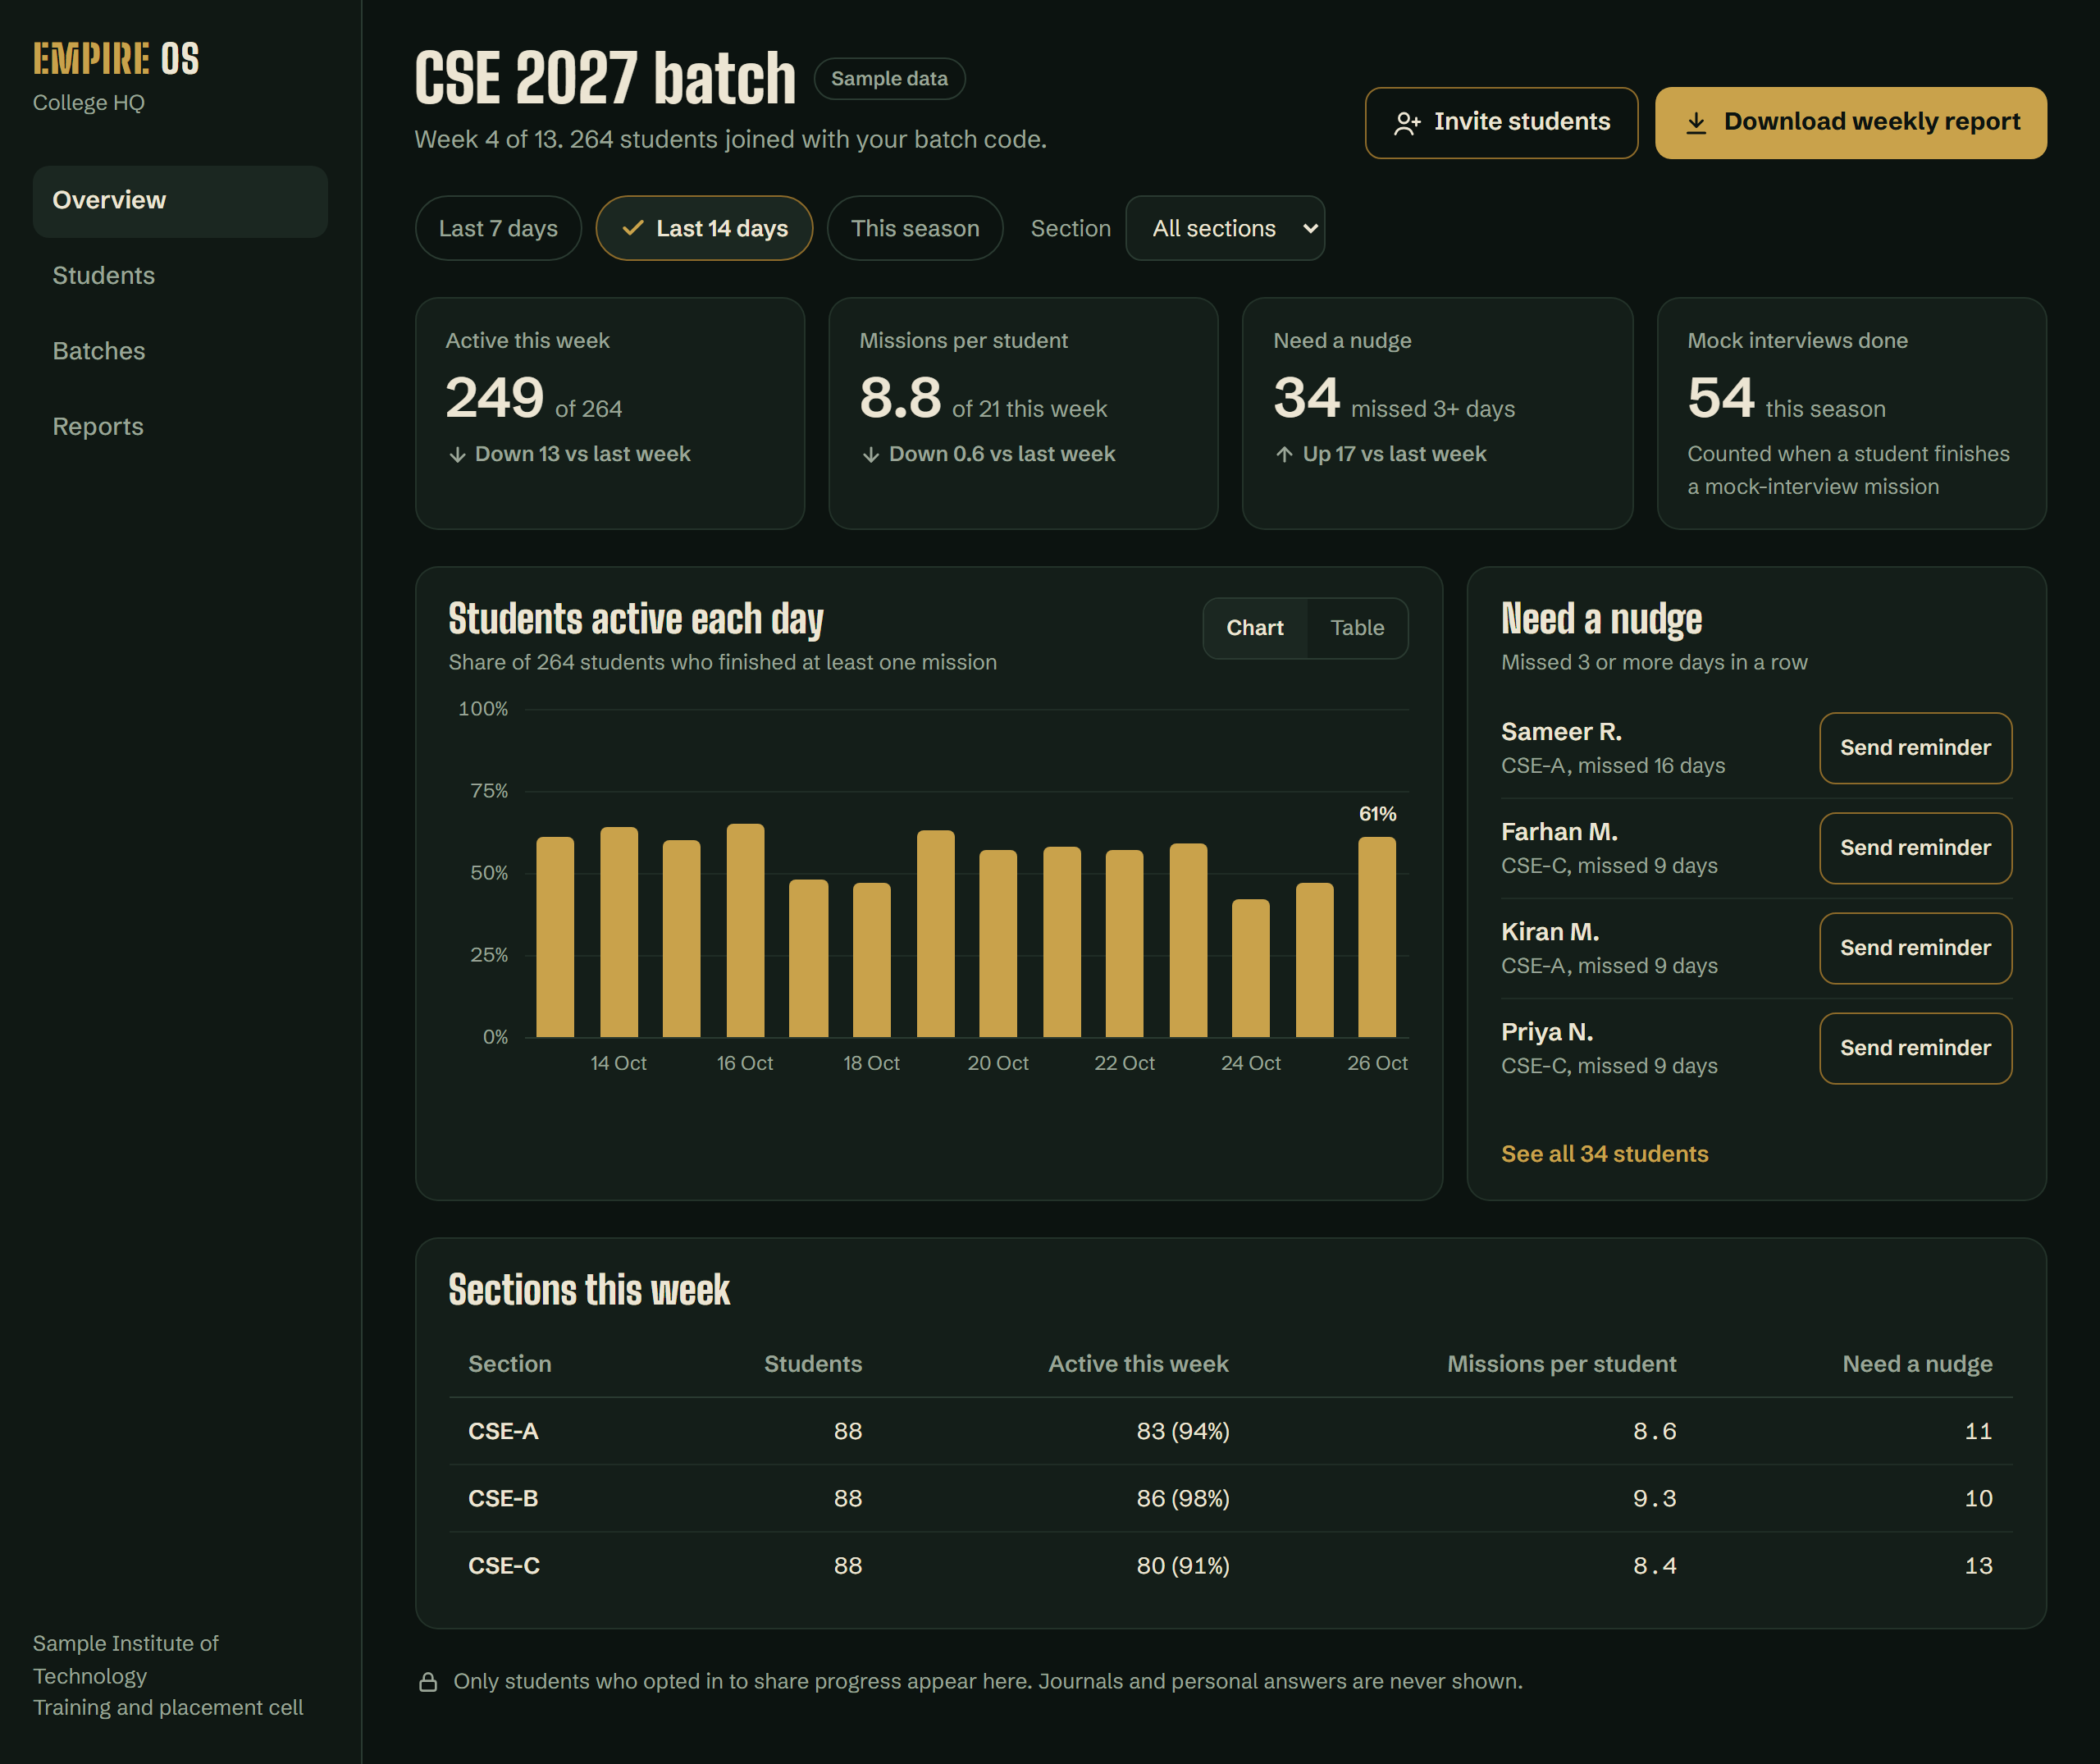 EMPIRE OS
College HQ
Overview
Students
Batches
Reports
Sample Institute of
Technology
Training and placement cell
CSE 2027 batch
Sample data
Week 4 of 13. 264 students joined with your batch code.
Invite students
Download weekly report
Last 7 days
Last 14 days
This season
Section
All sections
Active this week
249 of 264
Down 13 vs last week
Missions per student
8.8 of 21 this week
Down 0.6 vs last week
Need a nudge
34 missed 3+ days
Up 17 vs last week
Mock interviews done
54 this season
Counted when a student finishes
a mock-interview mission
Students active each day
Share of 264 students who finished at least one mission
Chart
Table
100%
75%
61%
50%
25%
0%
14 Oct
16 Oct
18 Oct
20 Oct
22 Oct
24 Oct
26 Oct
Need a nudge
Missed 3 or more days in a row
Sameer R.
CSE-A, missed 16 days
Send reminder
Farhan M.
CSE-C, missed 9 days
Send reminder
Kiran M.
CSE-A, missed 9 days
Send reminder
Priya N.
CSE-C, missed 9 days
Send reminder
See all 34 students
Sections this week
Section Students Active this week Missions per student Need a nudge
CSE-A 88 83 (94%) 8.6 11
CSE-B 88 86 (98%) 9.3 10
CSE-C 88 80 (91%) 8.4 13
Only students who opted in to share progress appear here. Journals and personal answers are never shown.